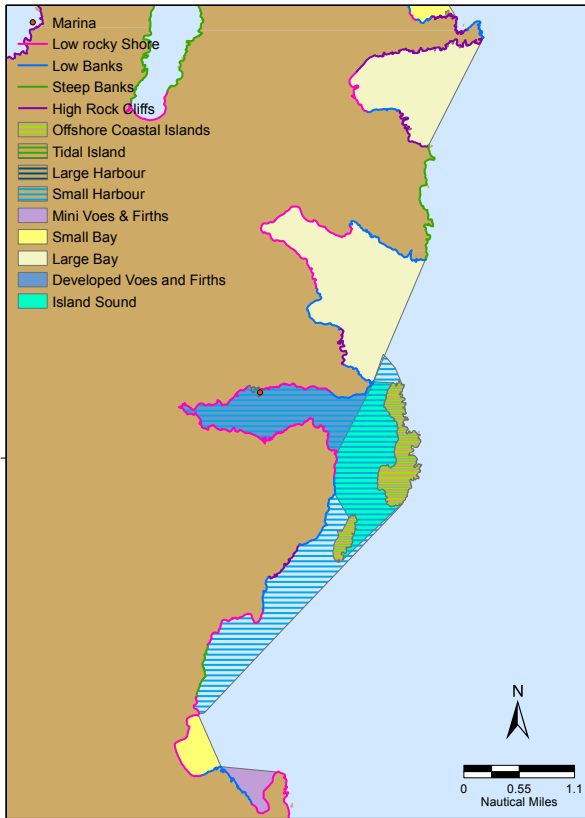 Marina
Low rocky Shore
Low Banks
Steep Banks
High Rock Cliffs
Offshore Coastal Islands
Tidal Island
Large Harbour
Small Harbour
Mini Voes & Firths
Small Bay
Large Bay
Developed Voes and Firths
Island Sound
N
0 0.55 1.1
Nautical Miles